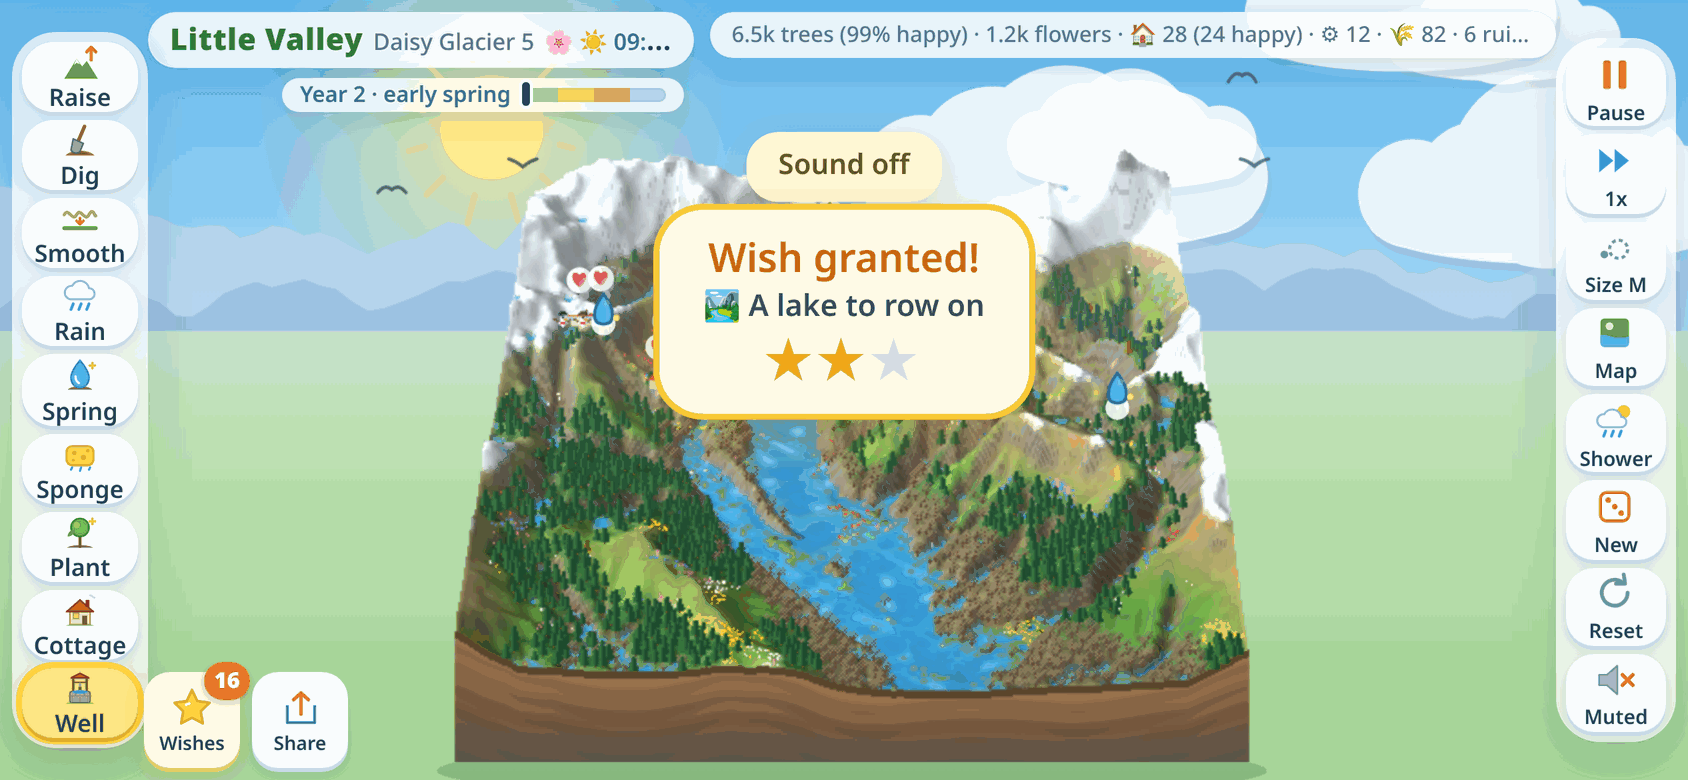 Little Valley Daisy Glacier 5 🌸 ☀️ 09:...
6.5k trees (99% happy) · 1.2k flowers · 🏠 28 (24 happy) · ⚙ 12 · 🌾 82 · 6 rui...
Year 2 · early spring
Sound off
Wish granted!
🏞️ A lake to row on
Raise
Dig
Smooth
Rain
Spring
Sponge
Plant
Cottage
Well
16
Wishes
Share
Pause
1x
Size M
Map
Shower
New
Reset
Muted